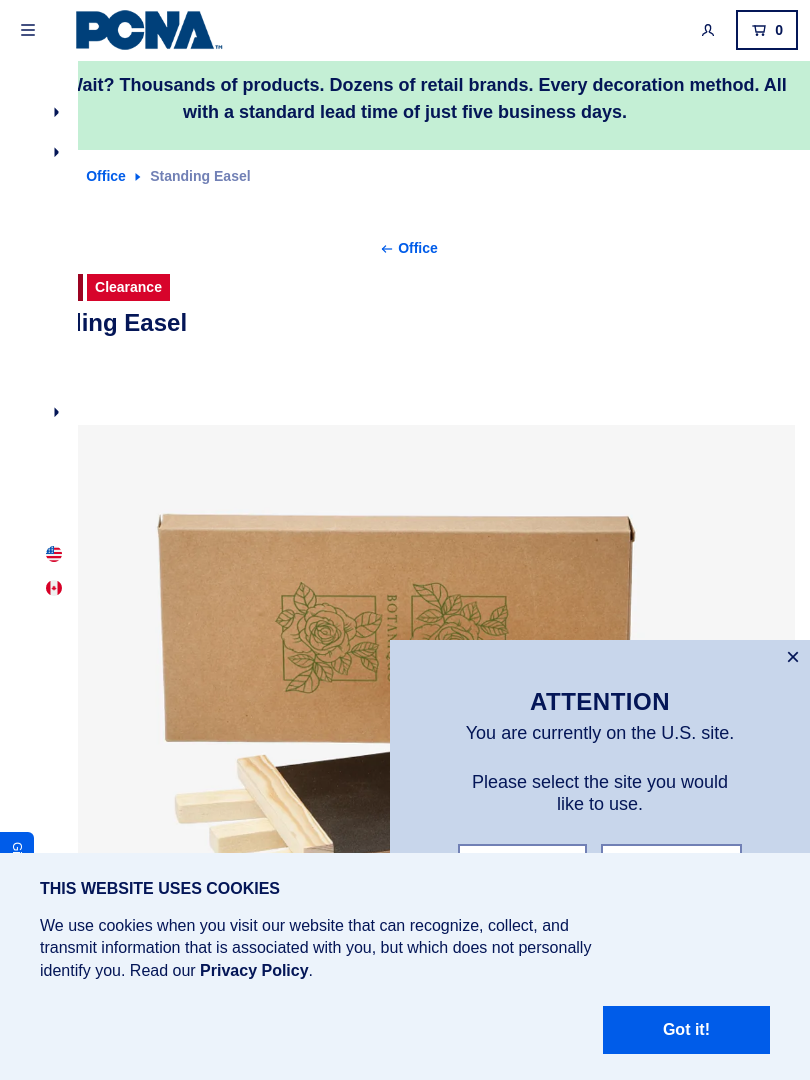 PCNA™
0
Wait? Thousands of products. Dozens of retail brands. Every decoration method. All
with a standard lead time of just five business days.
Office
Standing Easel
← Office
Clearance
ling Easel
ATTENTION
You are currently on the U.S. site.
Please select the site you would
like to use.
THIS WEBSITE USES COOKIES
We use cookies when you visit our website that can recognize, collect, and
transmit information that is associated with you, but which does not personally
identify you. Read our Privacy Policy.
Got it!